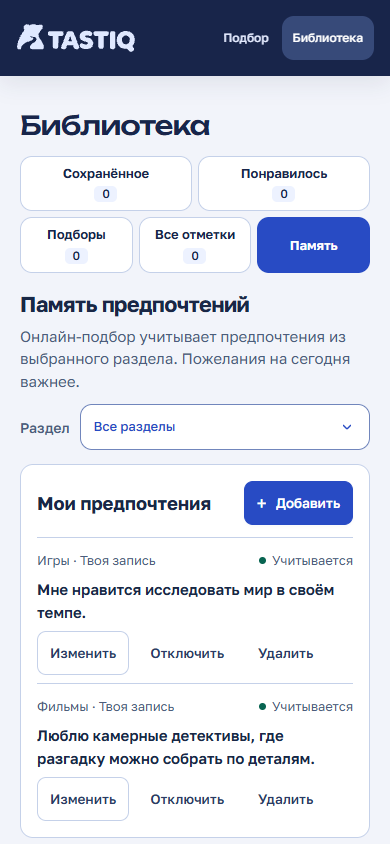 TASTIQ
Подбор
Библиотека
Библиотека
Сохранённое
0
Понравилось
0
Подборы
0
Все отметки
0
Память
Память предпочтений
Онлайн-подбор учитывает предпочтения из
выбранного раздела. Пожелания на сегодня
важнее.
Раздел
Все разделы
Мои предпочтения
+ Добавить
Игры · Твоя запись
Учитывается
Мне нравится исследовать мир в своём
темпе.
Изменить
Отключить
Удалить
Фильмы · Твоя запись
Учитывается
Люблю камерные детективы, где
разгадку можно собрать по деталям.
Изменить
Отключить
Удалить